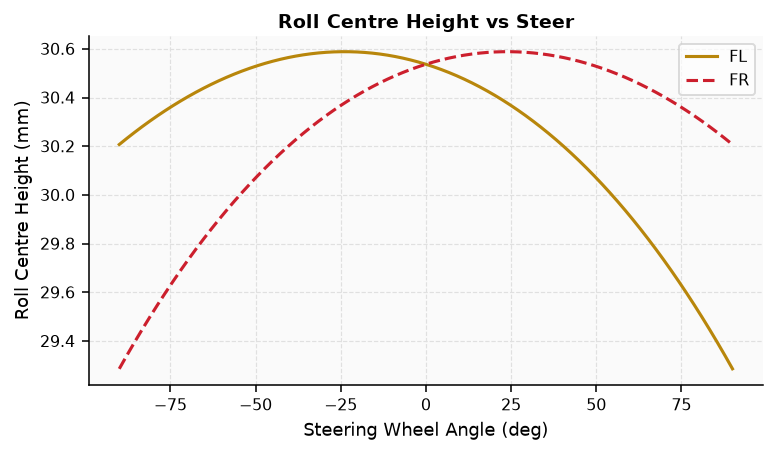 Roll Centre Height vs Steer
Roll Centre Height (mm)
30.6
30.4
30.2
30.0
29.8
29.6
29.4
FL
FR
−75
−50
−25
0
25
50
75
Steering Wheel Angle (deg)